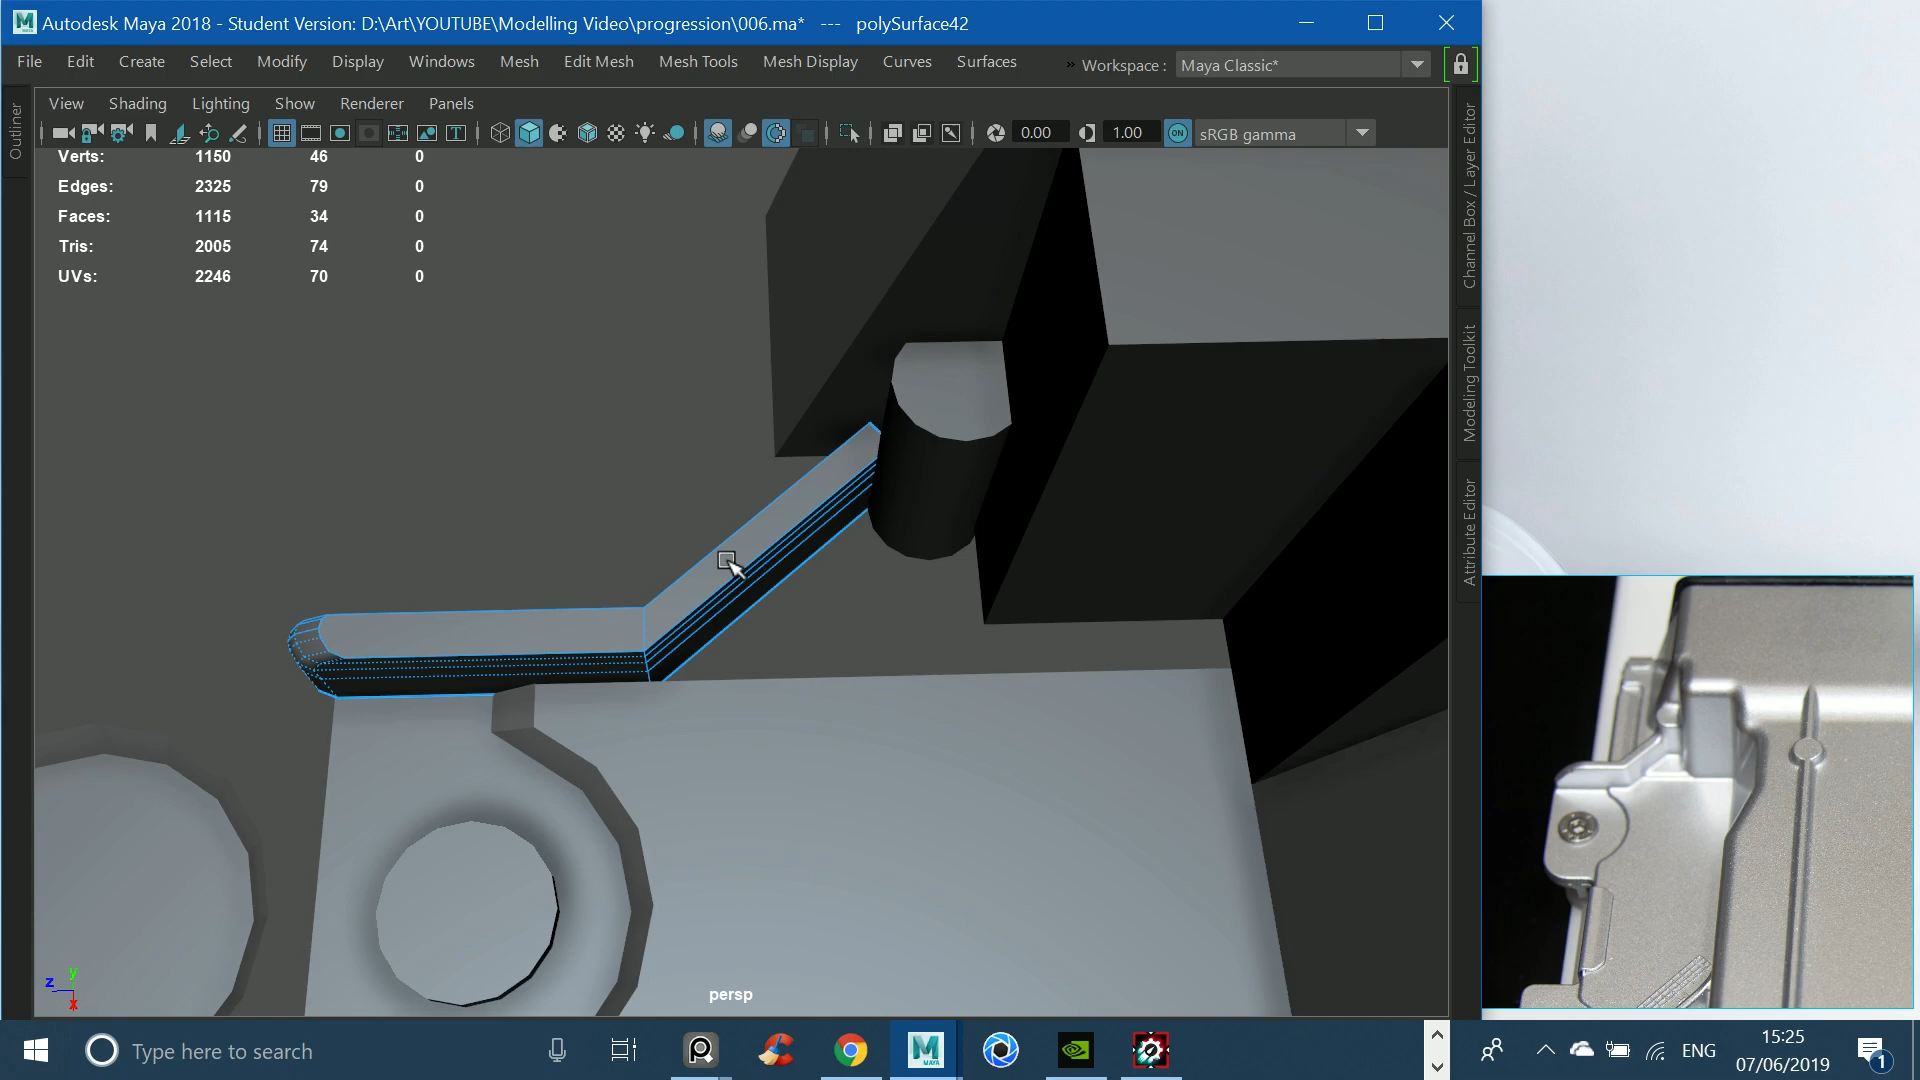 Autodesk Maya 2018 - Student Version: D:\Art\YOUTUBE\Modelling Video\progression\006.ma*   ---   polySurface42
File Edit Create Select Modify Display Windows Mesh Edit Mesh Mesh Tools Mesh Display Curves Surfaces » Workspace : Maya Classic*
View Shading Lighting Show Renderer Panels
0.00 1.00 ON sRGB gamma
Outliner
Verts: 1150 46 0
Edges: 2325 79 0
Faces: 1115 34 0
Tris: 2005 74 0
UVs: 2246 70 0
Channel Box / Layer Editor
Modeling Toolkit
Attribute Editor
y
z
x
persp
Type here to search
MAYA
ENG
15:25
07/06/2019
1